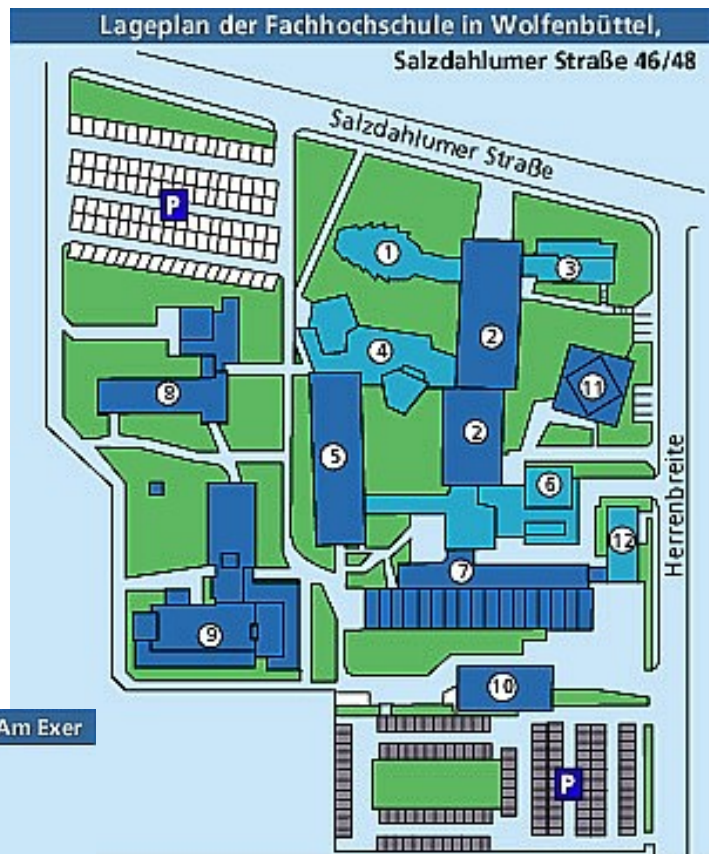 Lageplan der Fachhochschule in Wolfenbüttel,
Salzdahlumer Straße 46/48
Salzdahlumer Straße
P
1
3
2
4
11
8
2
5
6
Herrenbreite
12
7
9
10
Am Exer
P